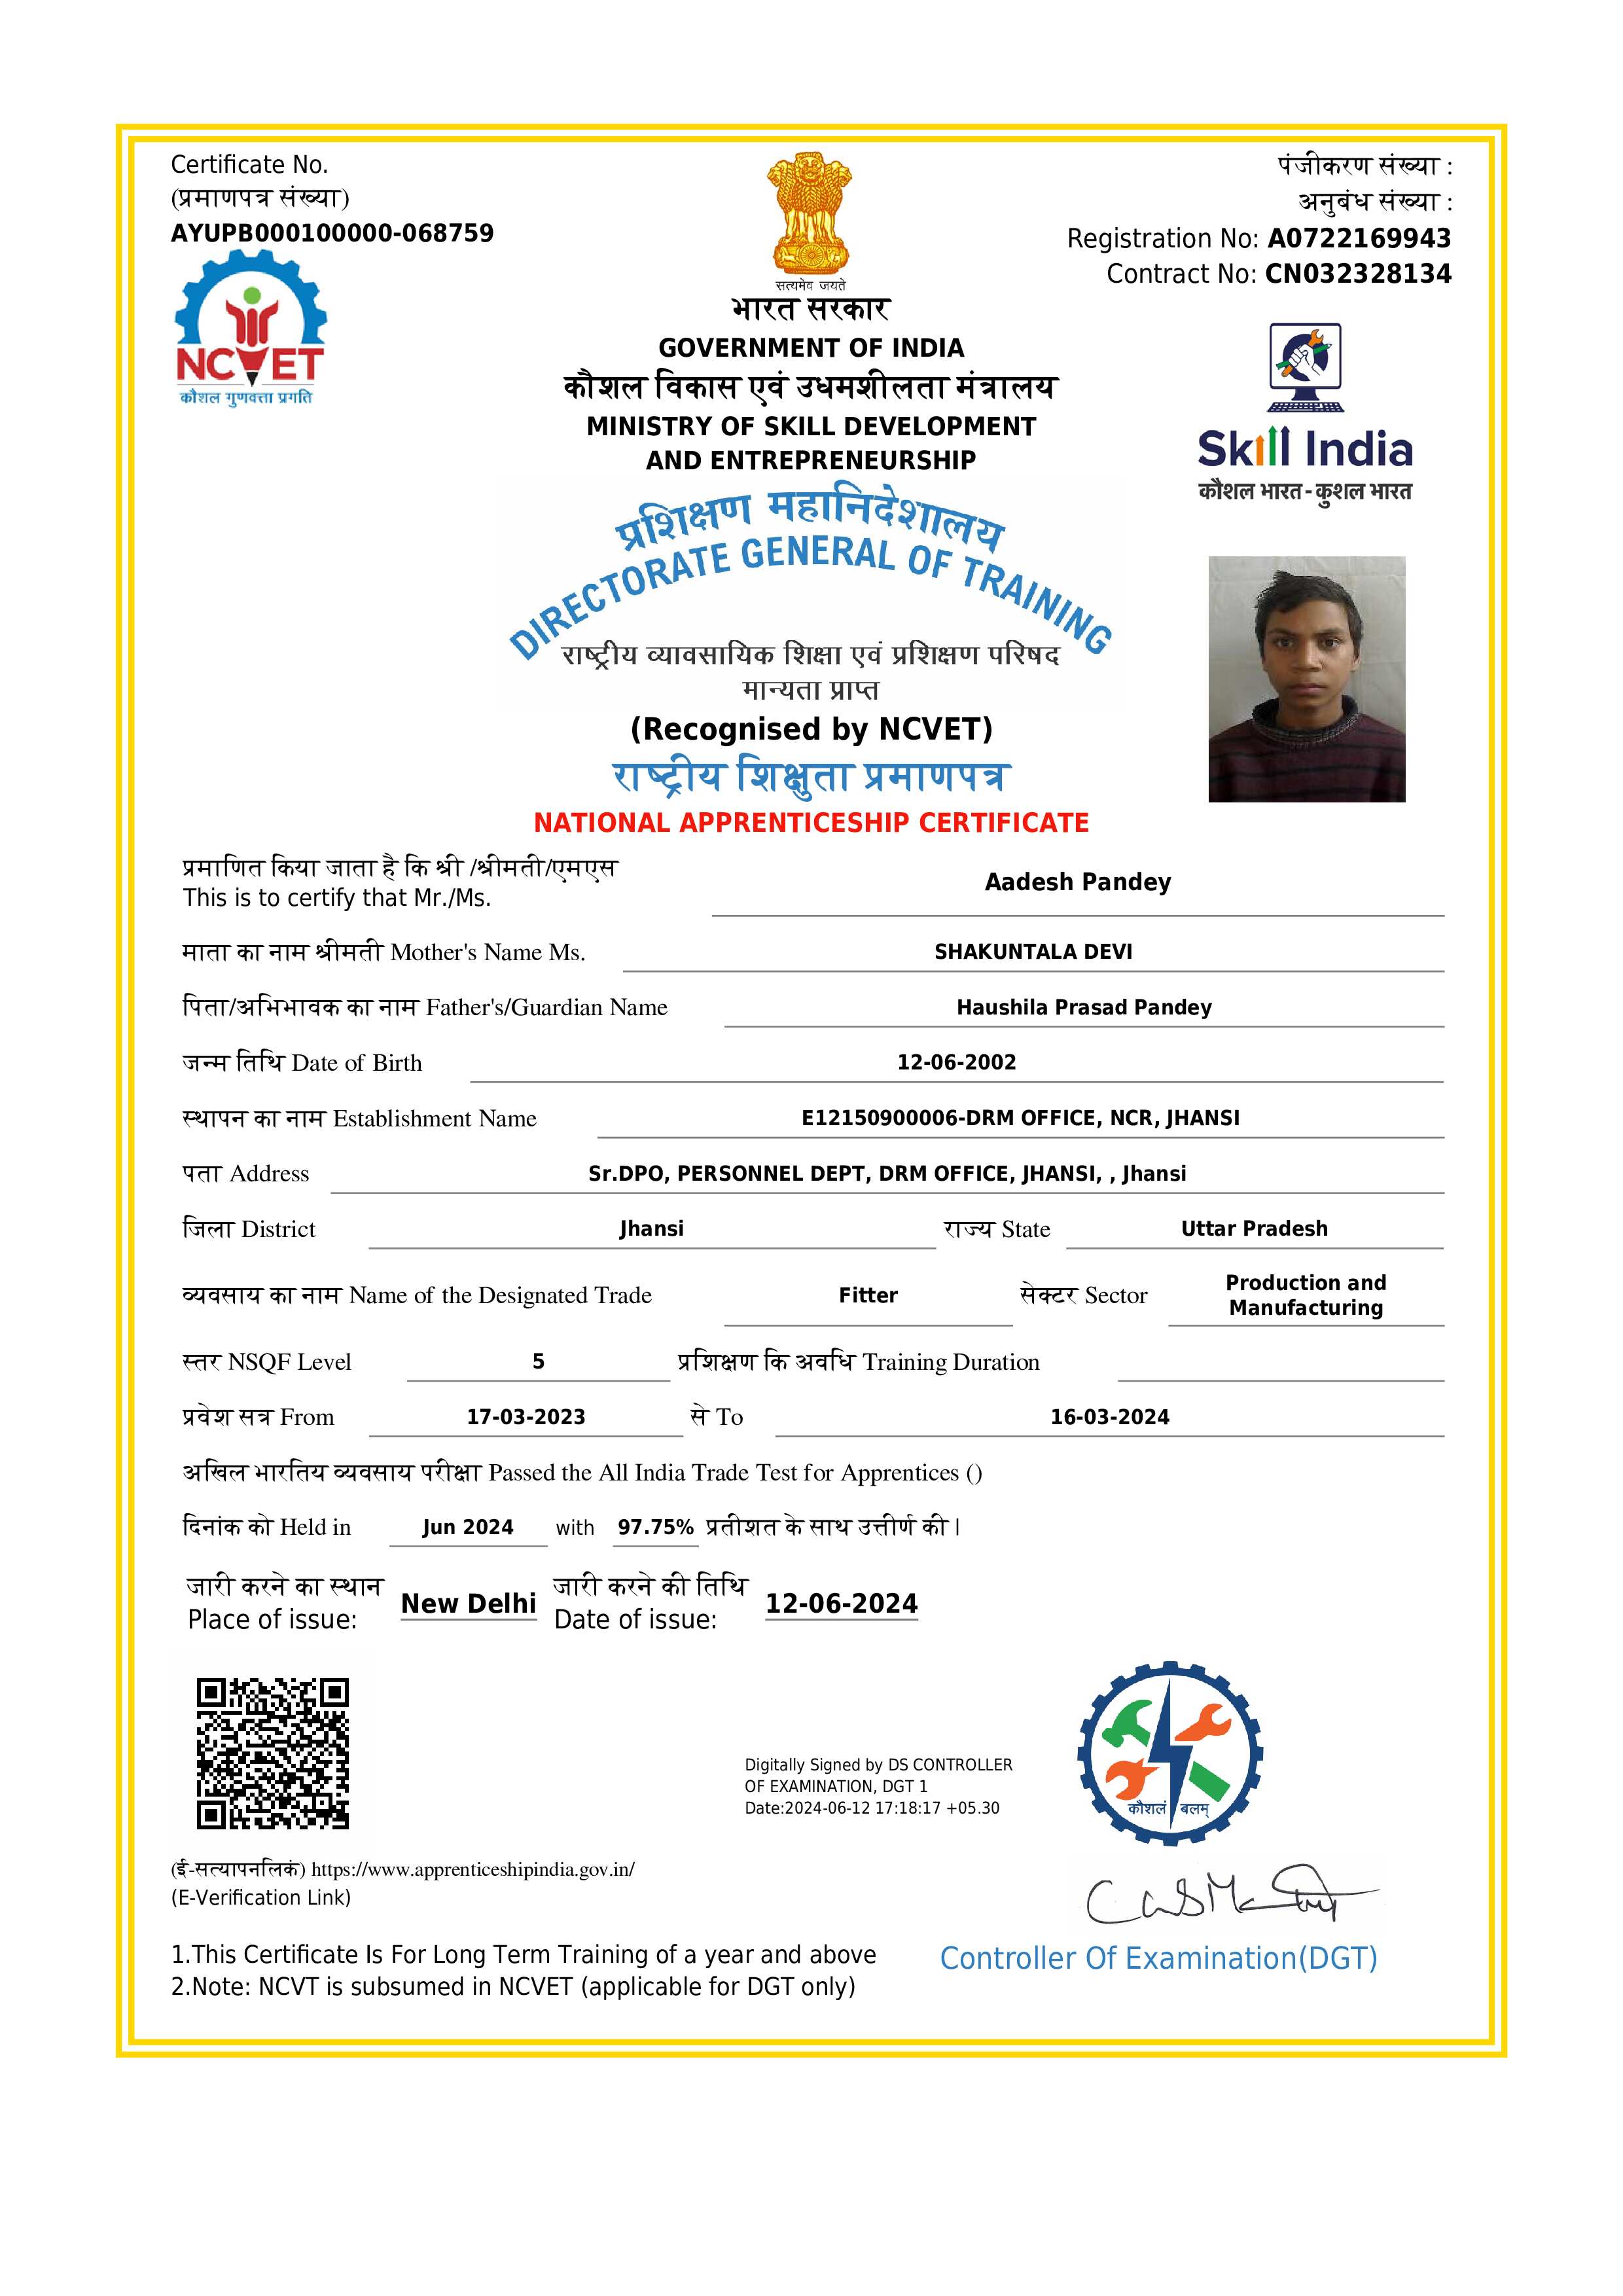 Certificate No.
(प्रमाणपत्र संख्या)
AYUPB000100000-068759
NCVET
कौशल गुणवत्ता प्रगति
सत्यमेव जयते
भारत सरकार
GOVERNMENT OF INDIA
कौशल विकास एवं उधमशीलता मंत्रालय
MINISTRY OF SKILL DEVELOPMENT
AND ENTREPRENEURSHIP
पंजीकरण संख्या :
अनुबंध संख्या :
Registration No: A0722169943
Contract No: CN032328134
Skill India
कौशल भारत - कुशल भारत
प्रशिक्षण महानिदेशालय
DIRECTORATE GENERAL OF TRAINING
राष्ट्रीय व्यावसायिक शिक्षा एवं प्रशिक्षण परिषद
मान्यता प्राप्त
(Recognised by NCVET)
राष्ट्रीय शिक्षुता प्रमाणपत्र
NATIONAL APPRENTICESHIP CERTIFICATE
प्रमाणित किया जाता है कि श्री /श्रीमती/एमएस
This is to certify that Mr./Ms. Aadesh Pandey
माता का नाम श्रीमती Mother's Name Ms. SHAKUNTALA DEVI
पिता/अभिभावक का नाम Father's/Guardian Name Haushila Prasad Pandey
जन्म तिथि Date of Birth 12-06-2002
स्थापन का नाम Establishment Name E12150900006-DRM OFFICE, NCR, JHANSI
पता Address Sr.DPO, PERSONNEL DEPT, DRM OFFICE, JHANSI, , Jhansi
जिला District Jhansi राज्य State Uttar Pradesh
व्यवसाय का नाम Name of the Designated Trade Fitter सेक्टर Sector Production and
Manufacturing
स्तर NSQF Level 5 प्रशिक्षण कि अवधि Training Duration
प्रवेश सत्र From 17-03-2023 से To 16-03-2024
अखिल भारतिय व्यवसाय परीक्षा Passed the All India Trade Test for Apprentices ()
दिनांक को Held in Jun 2024 with 97.75% प्रतीशत के साथ उत्तीर्ण की |
जारी करने का स्थान जारी करने की तिथि
Place of issue: New Delhi Date of issue: 12-06-2024
Digitally Signed by DS CONTROLLER
OF EXAMINATION, DGT 1
Date:2024-06-12 17:18:17 +05.30
कौशलं बलम्
(ई-सत्यापनलिकं) https://www.apprenticeshipindia.gov.in/
(E-Verification Link)
1.This Certificate Is For Long Term Training of a year and above
2.Note: NCVT is subsumed in NCVET (applicable for DGT only)
Controller Of Examination(DGT)